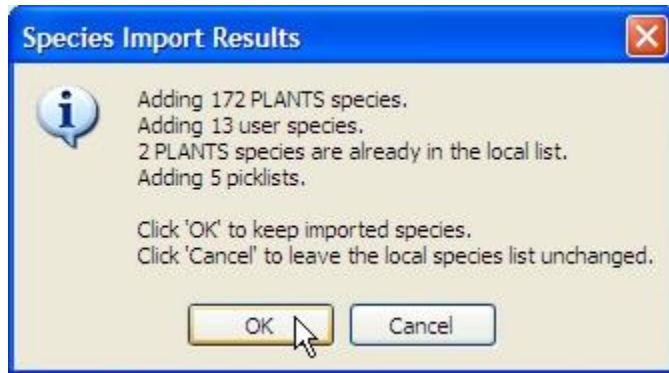 Species Import Results
Adding 172 PLANTS species.
Adding 13 user species.
2 PLANTS species are already in the local list.
Adding 5 picklists.
Click 'OK' to keep imported species.
Click 'Cancel' to leave the local species list unchanged.
OK Cancel